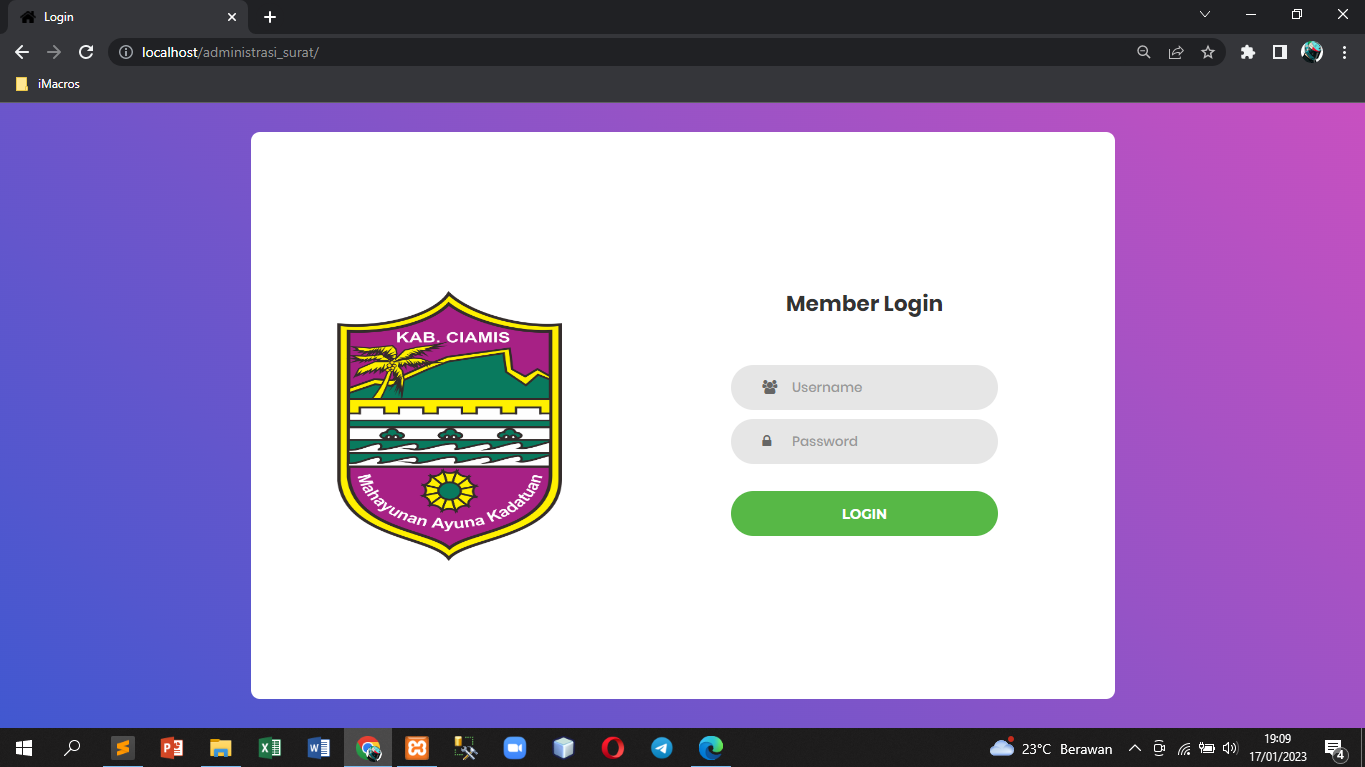 Login
localhost/administrasi_surat/
iMacros
KAB. CIAMIS
Mahayunan Ayuna Kadatuan
Member Login
Username
Password
LOGIN
23°C Berawan
19:09
17/01/2023
4